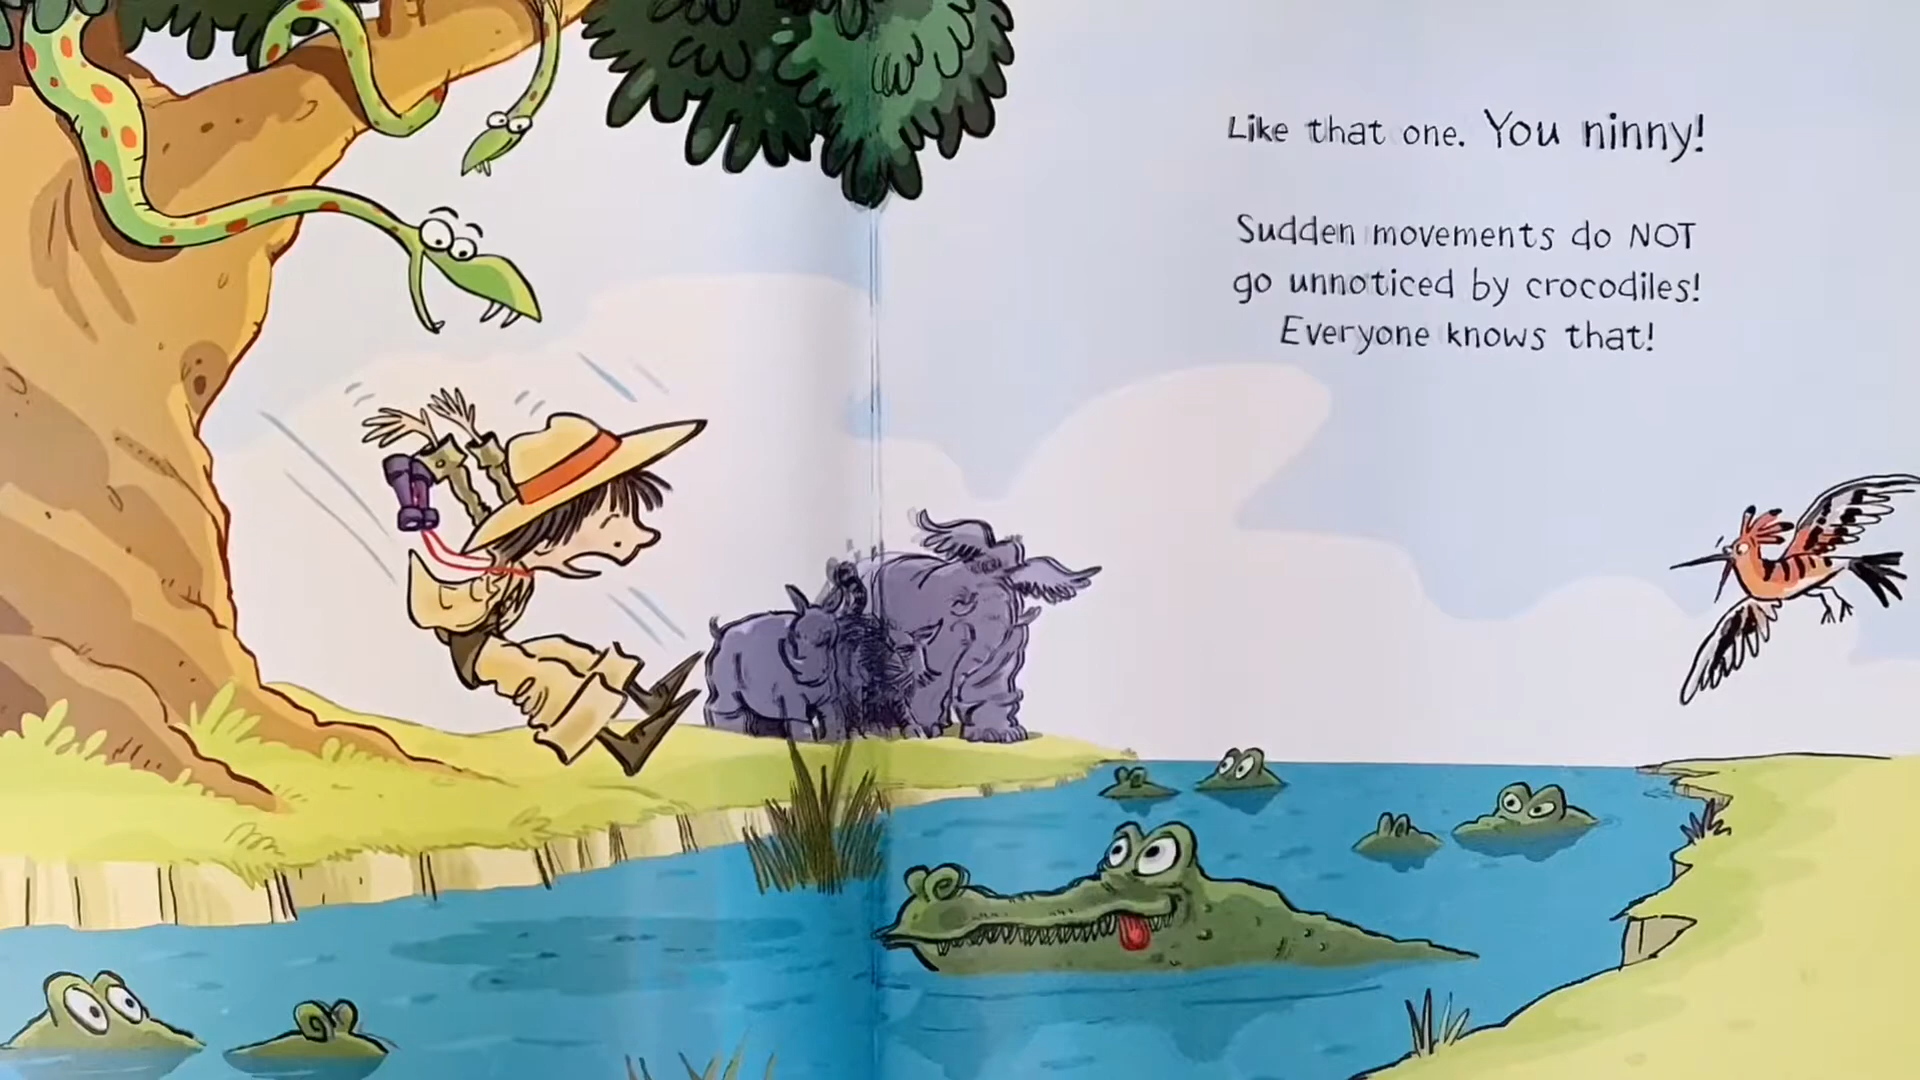 Like that one. You ninny!
Sudden movements do NOT
go unnoticed by crocodiles!
Everyone knows that!